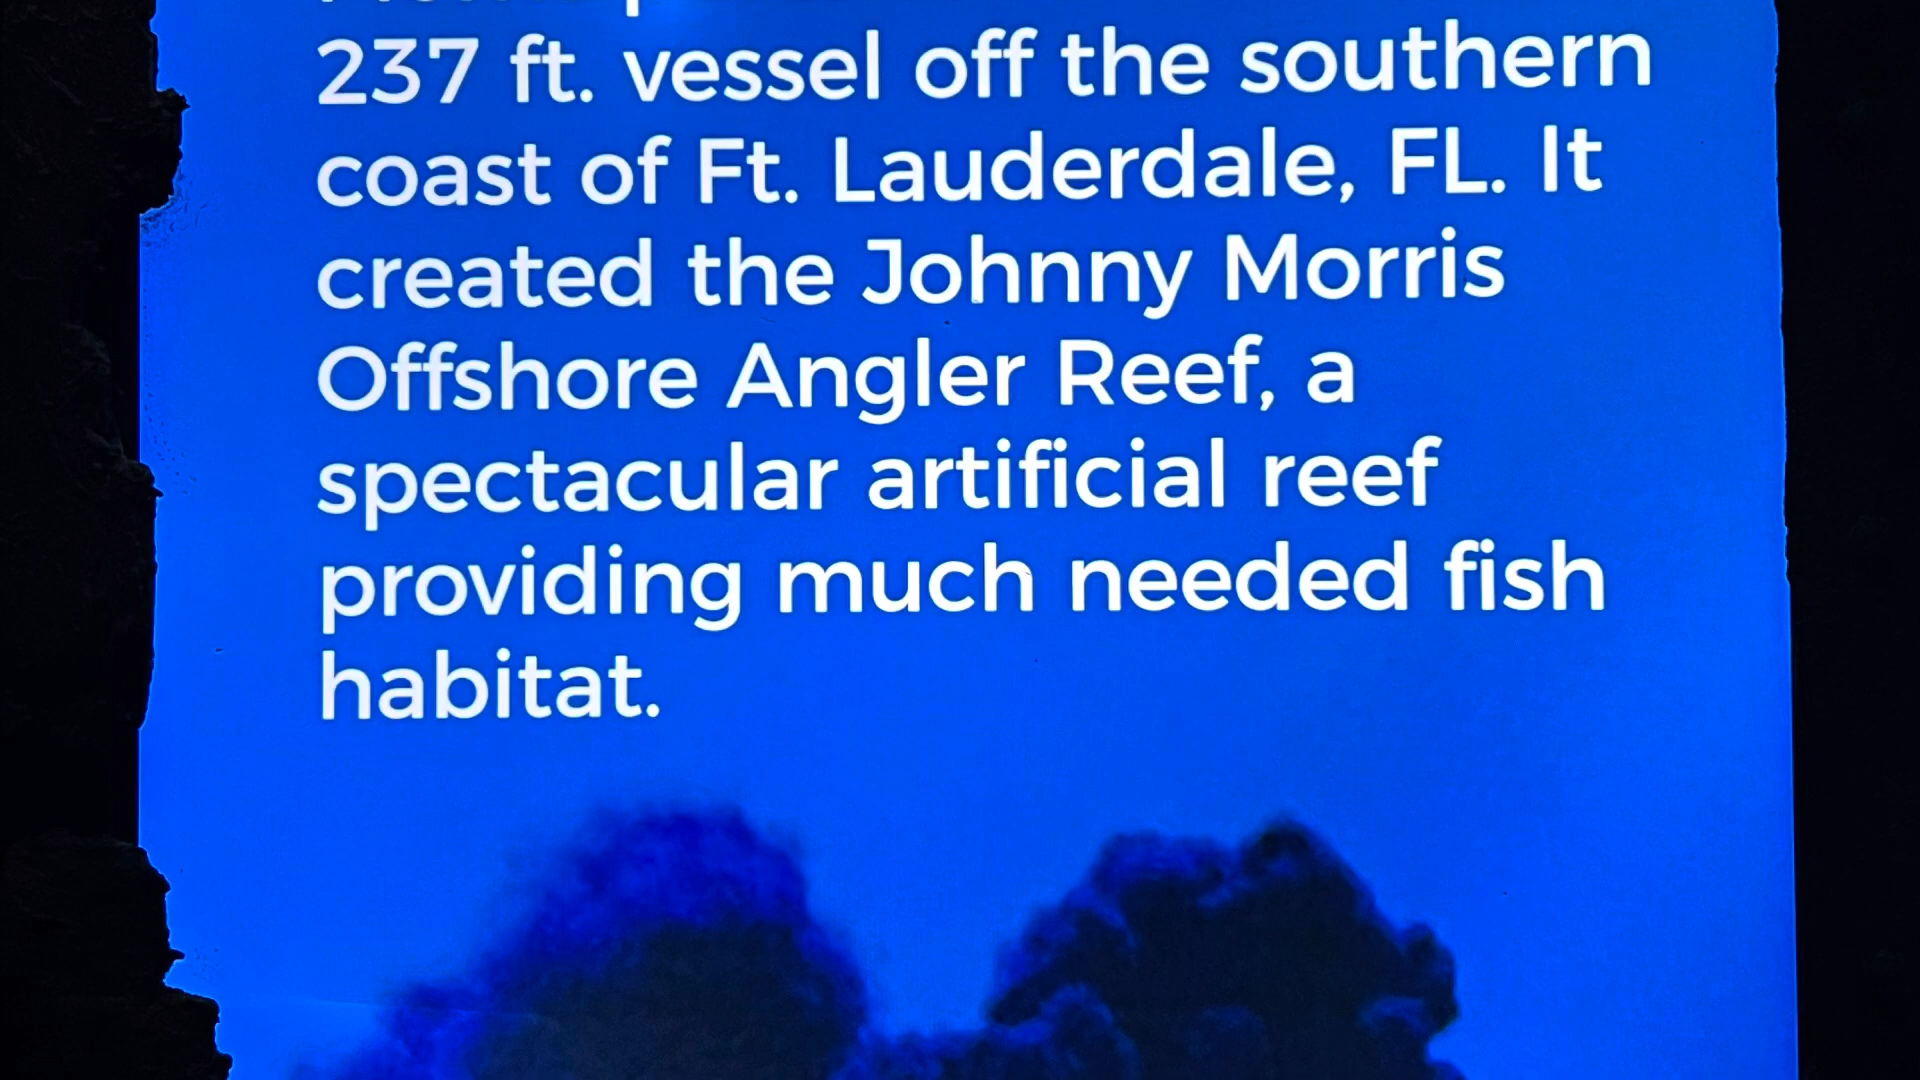 237 ft. vessel off the southern
coast of Ft. Lauderdale, FL. It
created the Johnny Morris
Offshore Angler Reef, a
spectacular artificial reef
providing much needed fish
habitat.